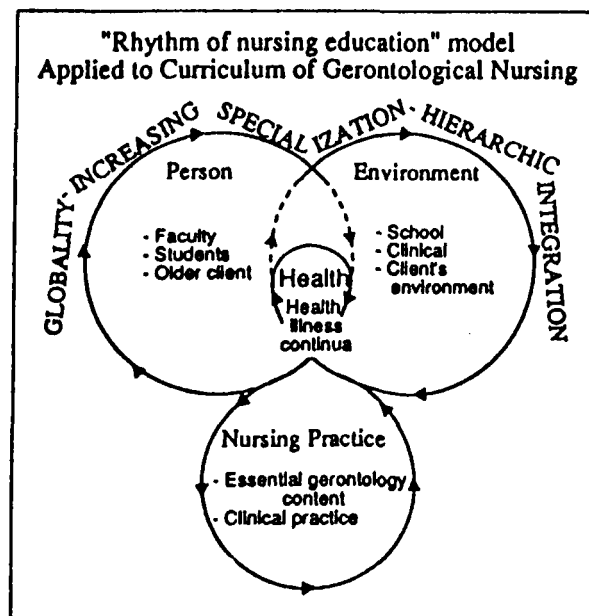 "Rhythm of nursing education" model
Applied to Curriculum of Gerontological Nursing
GLOBALITY - INCREASING SPECIALIZATION - HIERARCHIC INTEGRATION
Person
- Faculty
- Students
- Older client
Environment
- School
- Clinical
- Client's
environment
Health
Health
illness
continua
Nursing Practice
- Essential gerontology
content
- Clinical practice